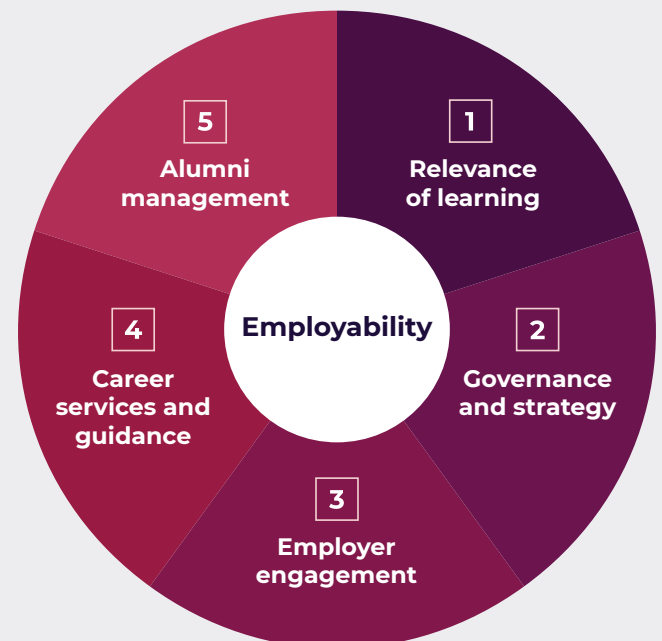 5
Alumni
management
1
Relevance
of learning
Employability
4
Career
services and
guidance
2
Governance
and strategy
3
Employer
engagement